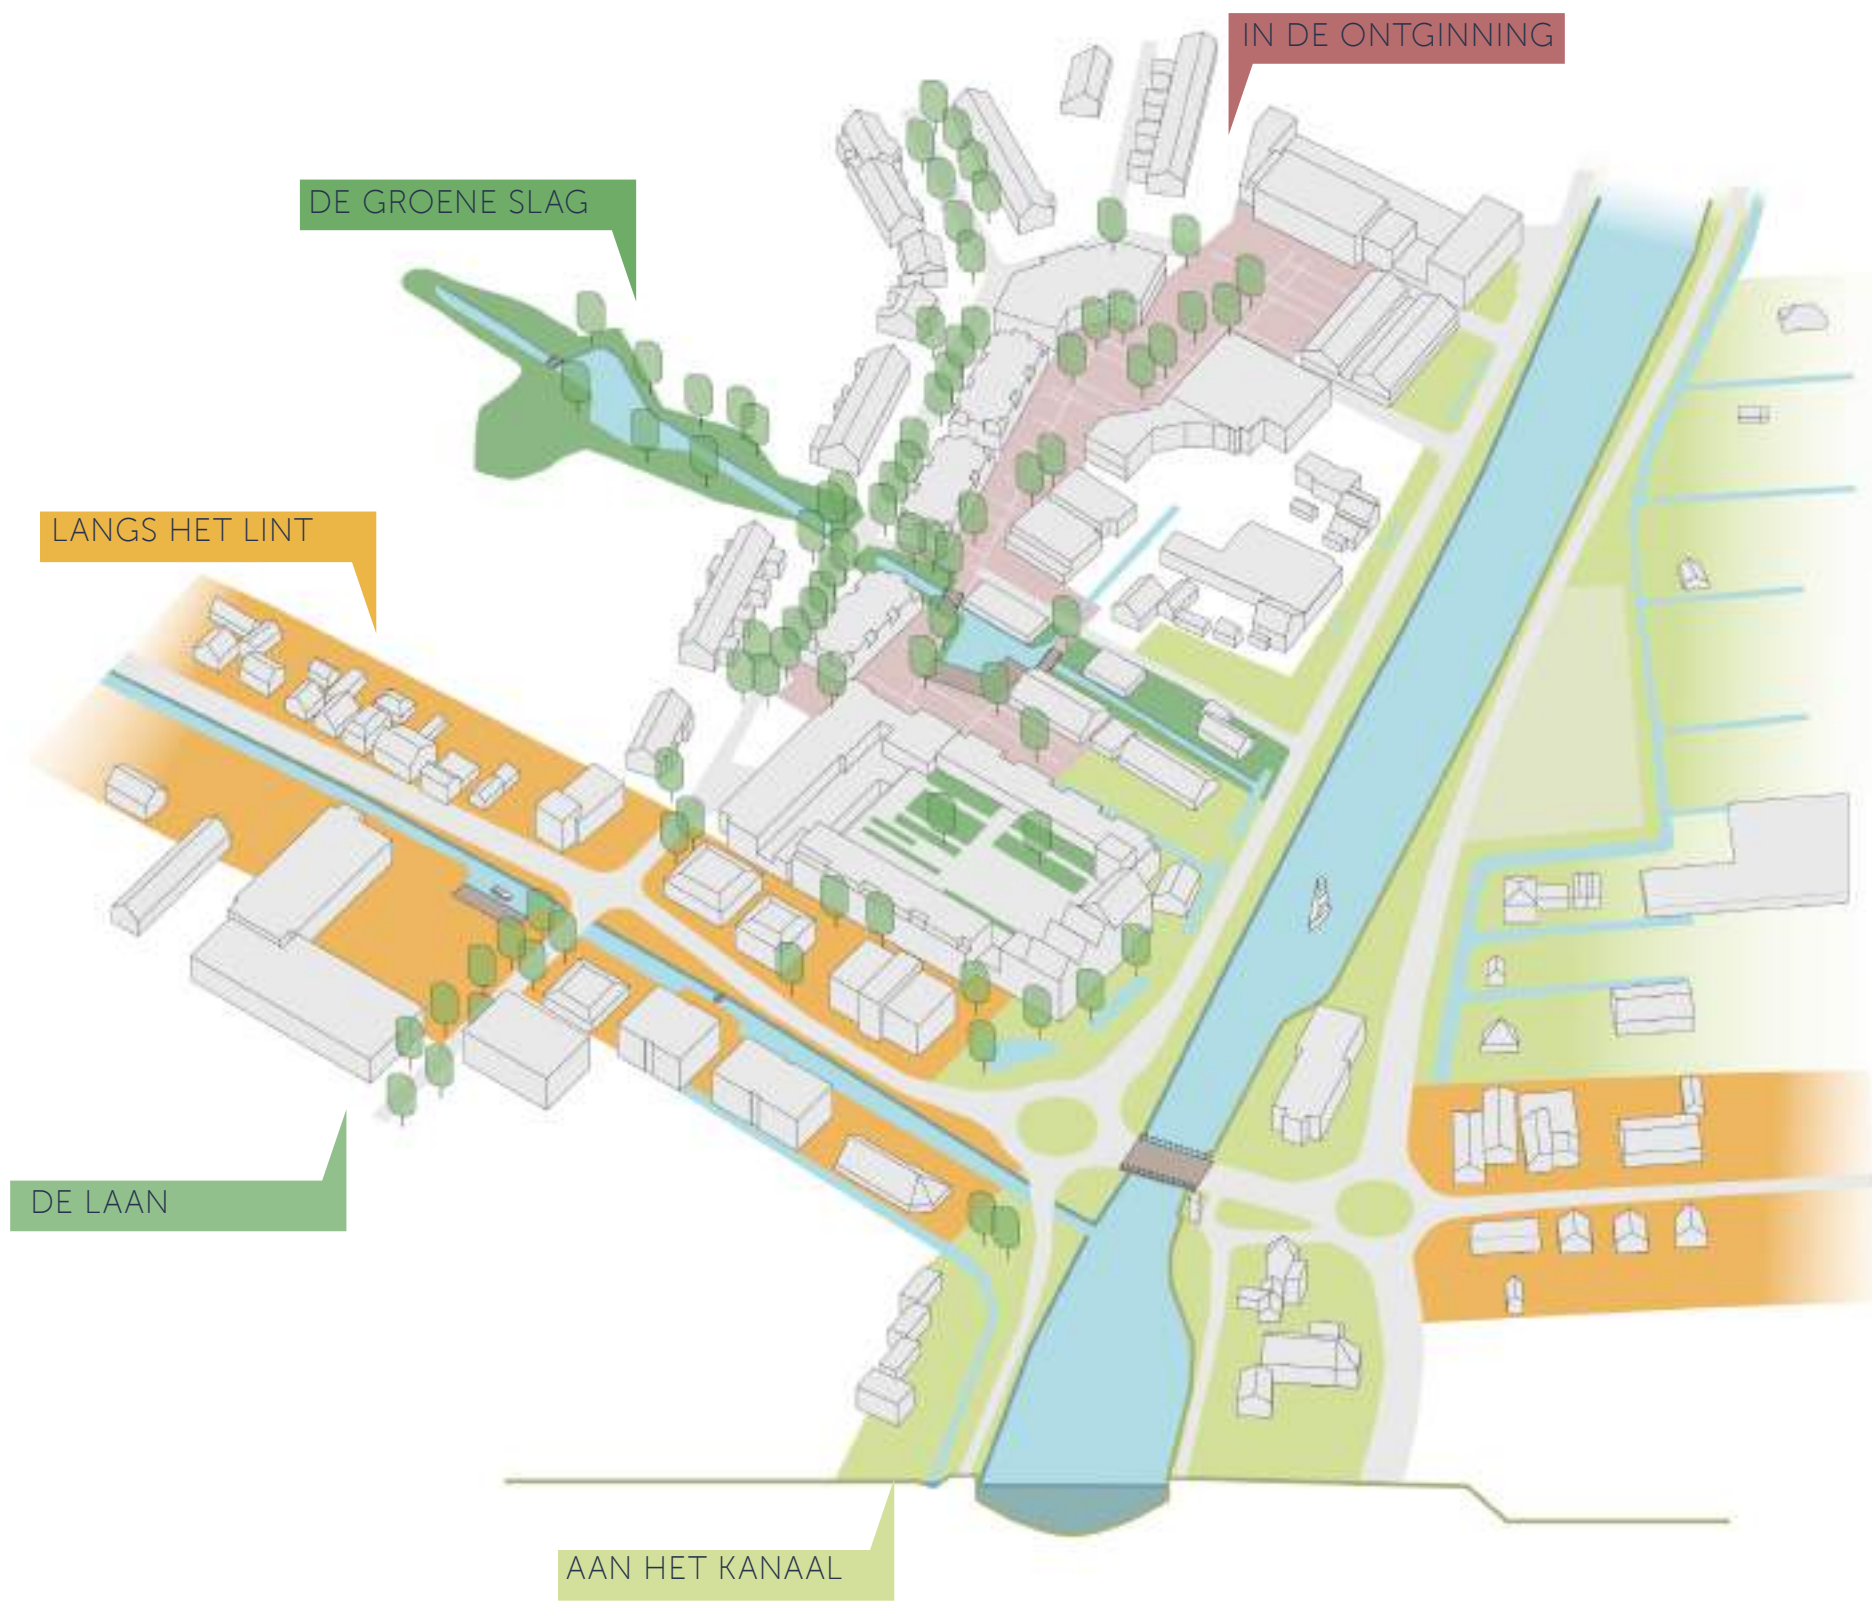 IN DE ONTGINNING
DE GROENE SLAG
LANGS HET LINT
DE LAAN
AAN HET KANAAL